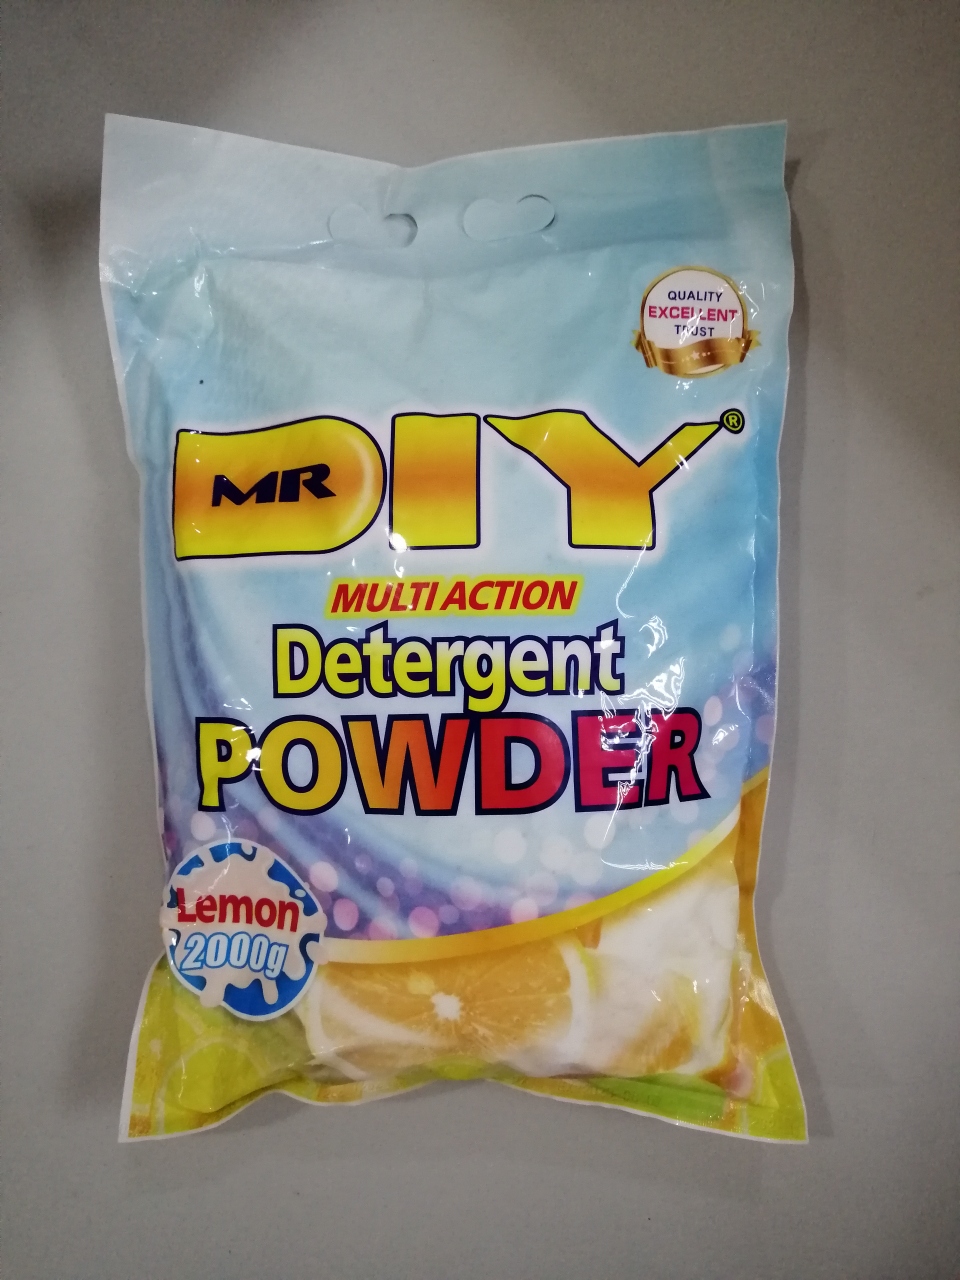 QUALITY
EXCELLENT
TRUST
MR DIY®
MULTI ACTION
Detergent
POWDER
Lemon
2000g